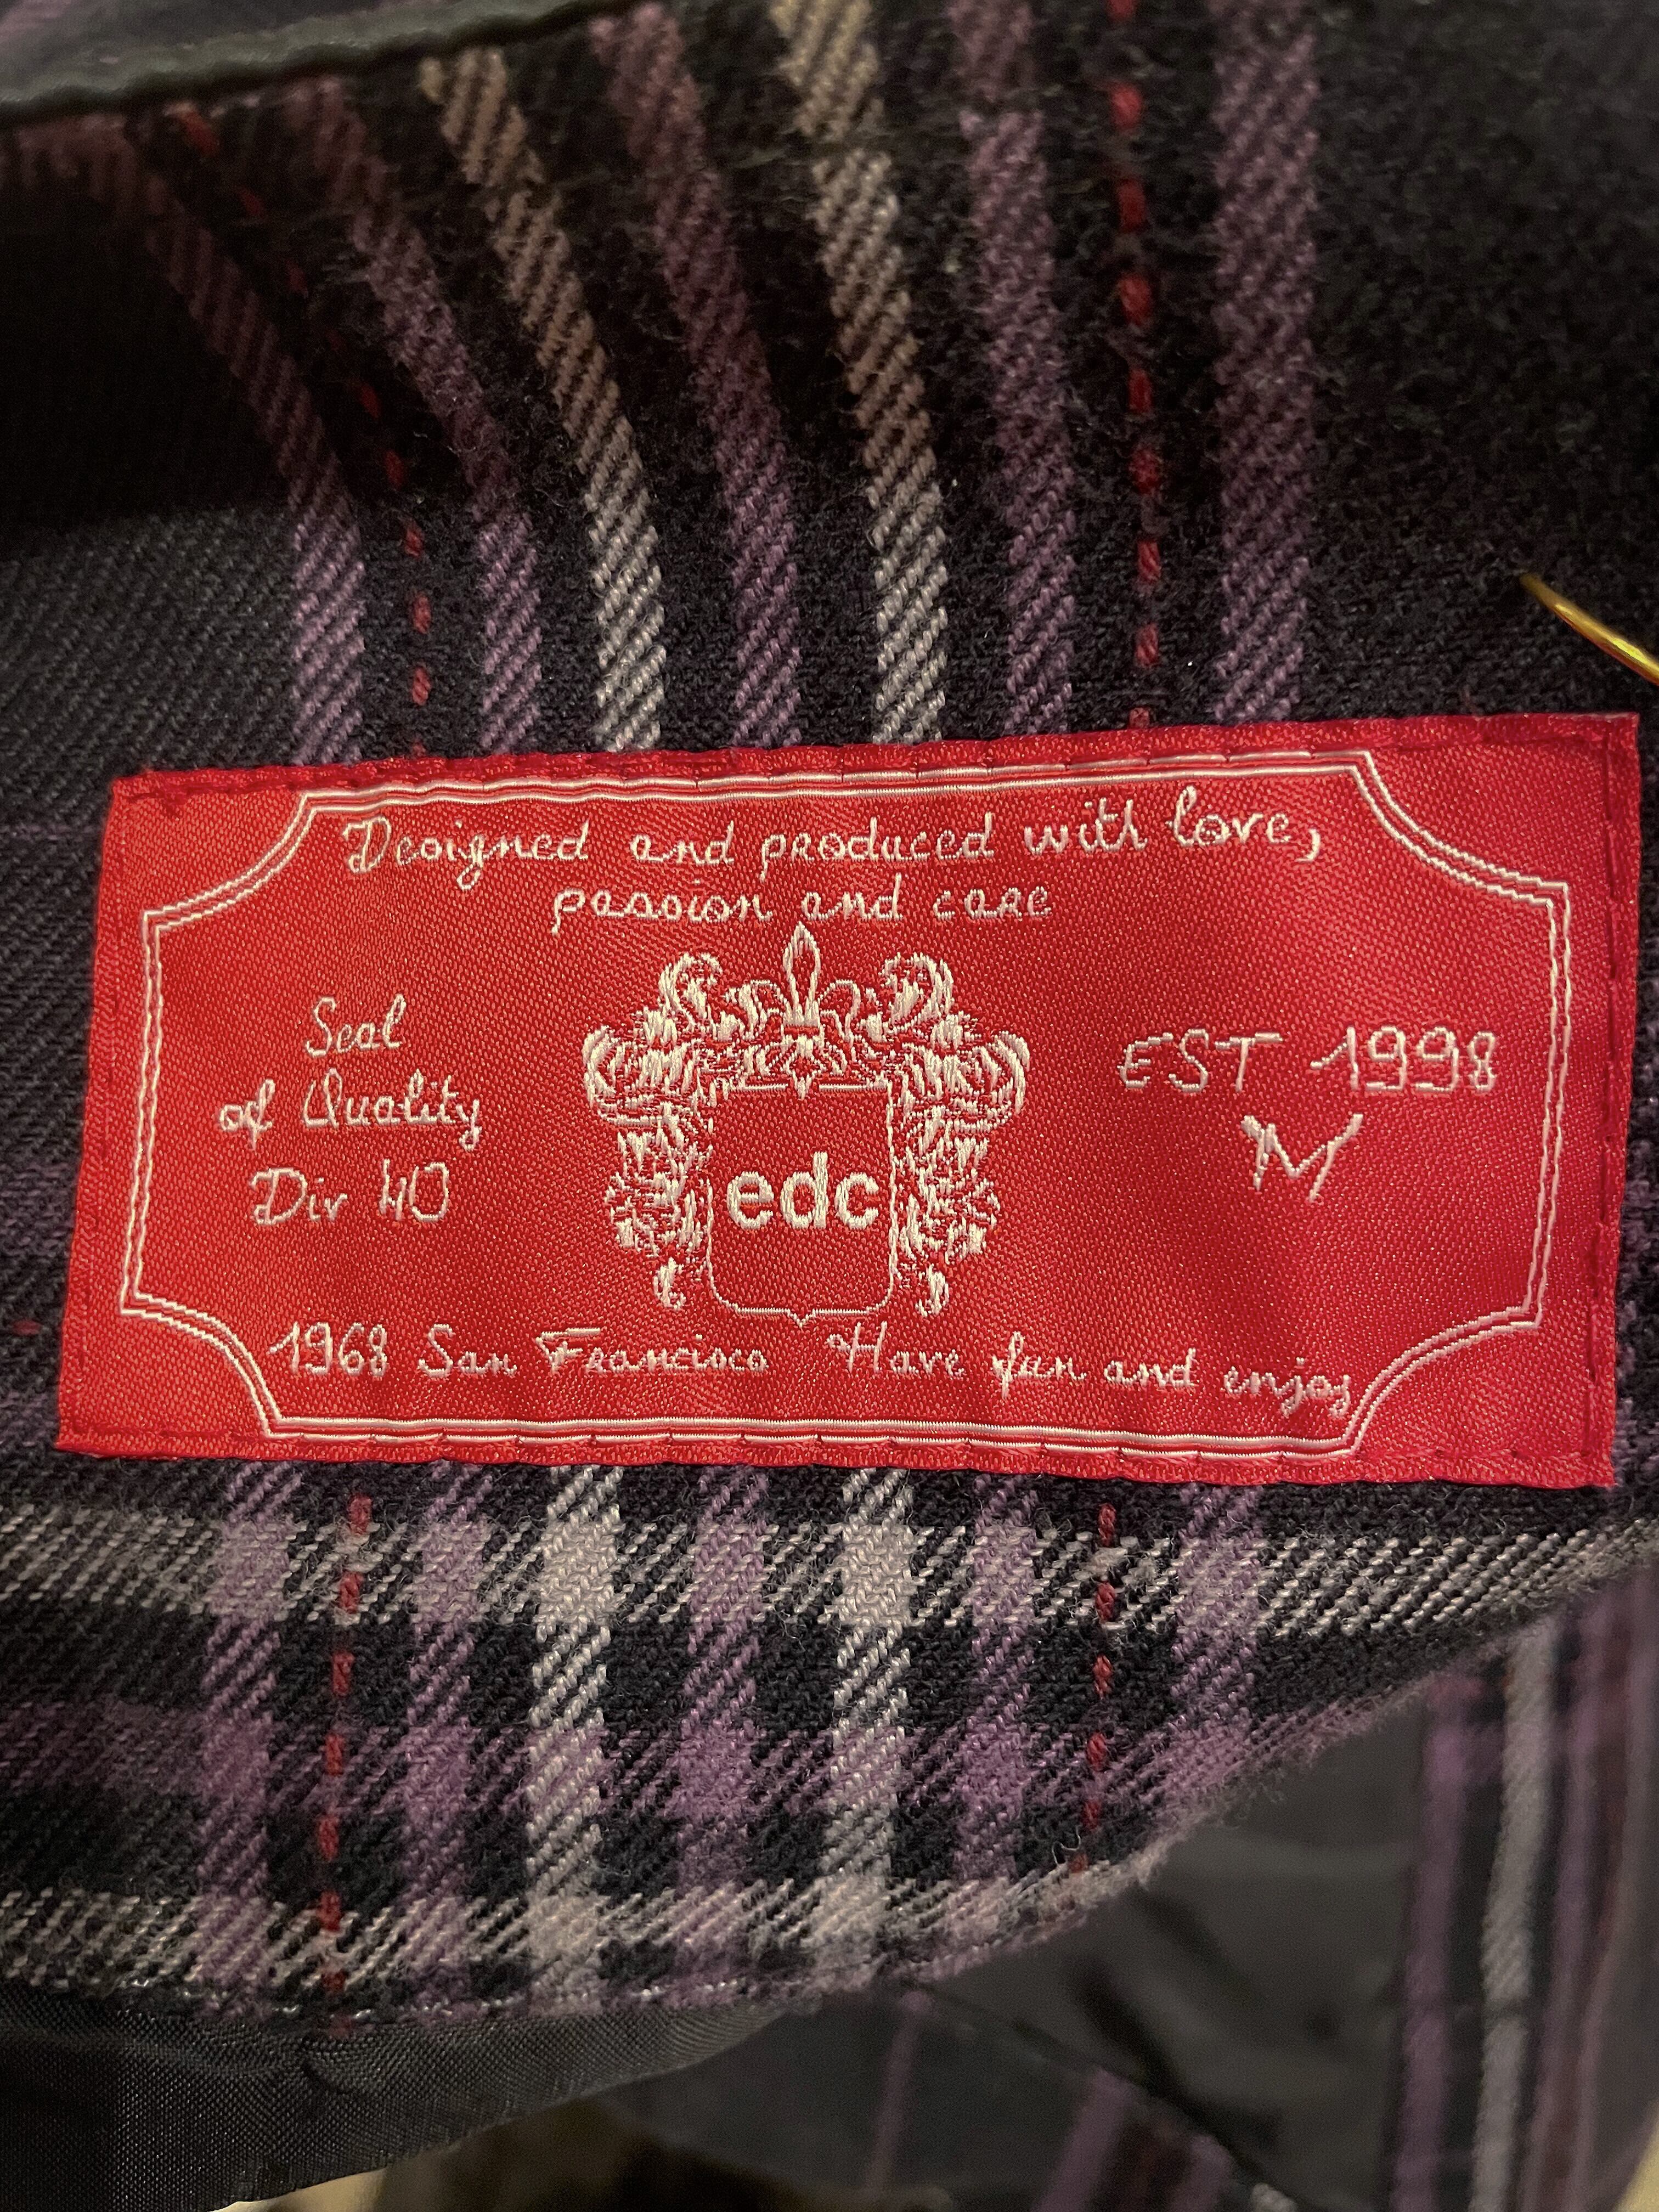 Designed and produced with love,
passion and care
Seal
of Quality
Div 40
edc
EST 1998
M
1968 San Francisco Have fun and enjoy